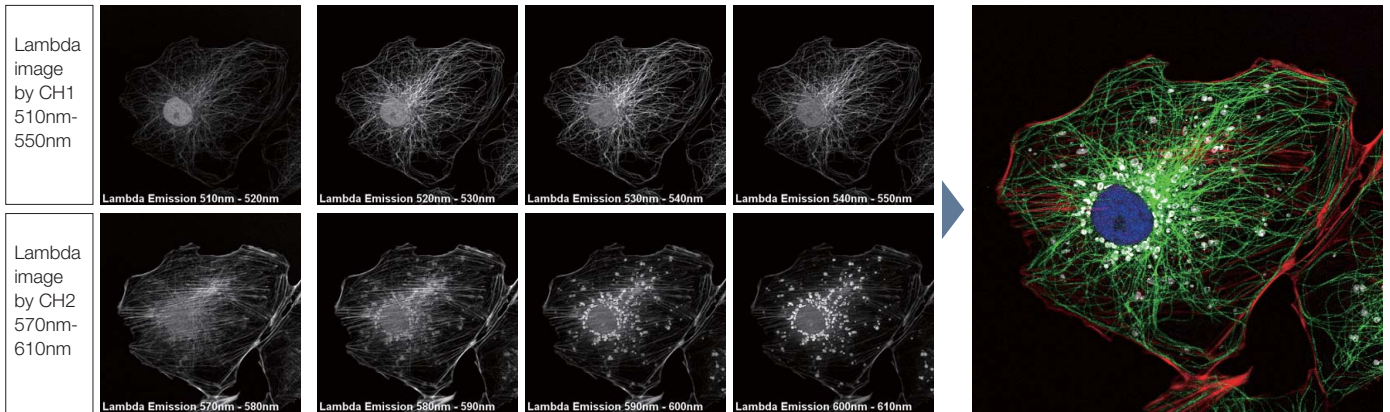 Lambda
image
by CH1
510nm-
550nm
Lambda Emission 510nm - 520nm
Lambda Emission 520nm - 530nm
Lambda Emission 530nm - 540nm
Lambda Emission 540nm - 550nm
Lambda
image
by CH2
570nm-
610nm
Lambda Emission 570nm - 580nm
Lambda Emission 580nm - 590nm
Lambda Emission 590nm - 600nm
Lambda Emission 600nm - 610nm